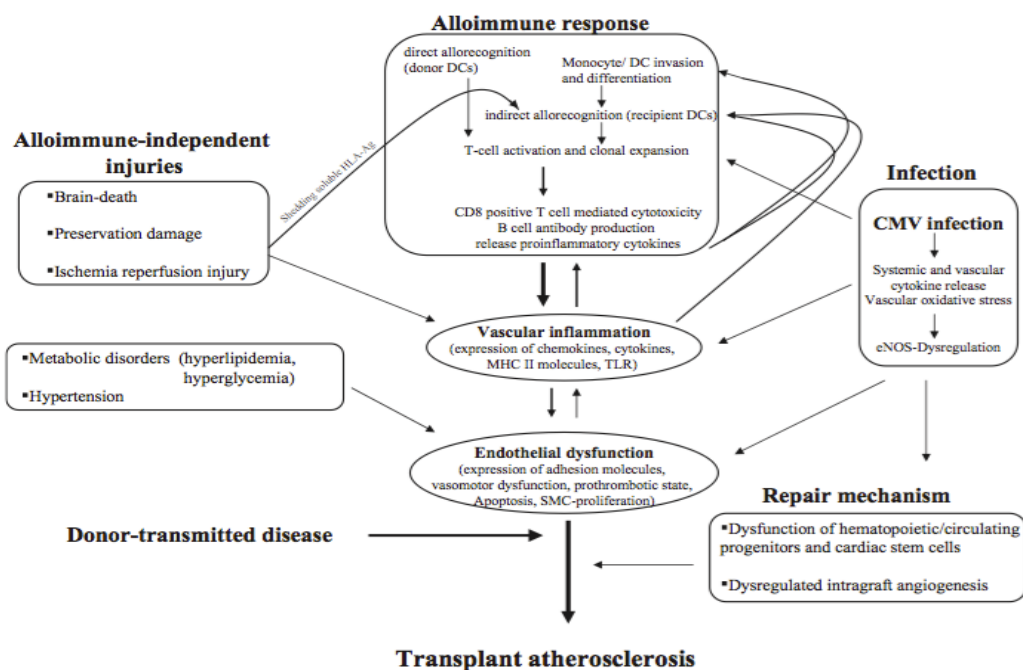 Alloimmune response
direct allorecognition
(donor DCs)
Monocyte/ DC invasion
and differentiation
indirect allorecognition (recipient DCs)
T-cell activation and clonal expansion
CD8 positive T cell mediated cytotoxicity
B cell antibody production
release proinflammatory cytokines
Alloimmune-independent
injuries
▪Brain-death
▪Preservation damage
▪Ischemia reperfusion injury
Shedding soluble HLA-Ag
Infection
CMV infection
Systemic and vascular
cytokine release
Vascular oxidative stress
eNOS-Dysregulation
Vascular inflammation
(expression of chemokines, cytokines,
MHC II molecules, TLR)
▪Metabolic disorders (hyperlipidemia,
hyperglycemia)
▪Hypertension
Endothelial dysfunction
(expression of adhesion molecules,
vasomotor dysfunction, prothrombotic state,
Apoptosis, SMC-proliferation)
Repair mechanism
▪Dysfunction of hematopoietic/circulating
progenitors and cardiac stem cells
▪Dysregulated intragraft angiogenesis
Donor-transmitted disease
Transplant atherosclerosis